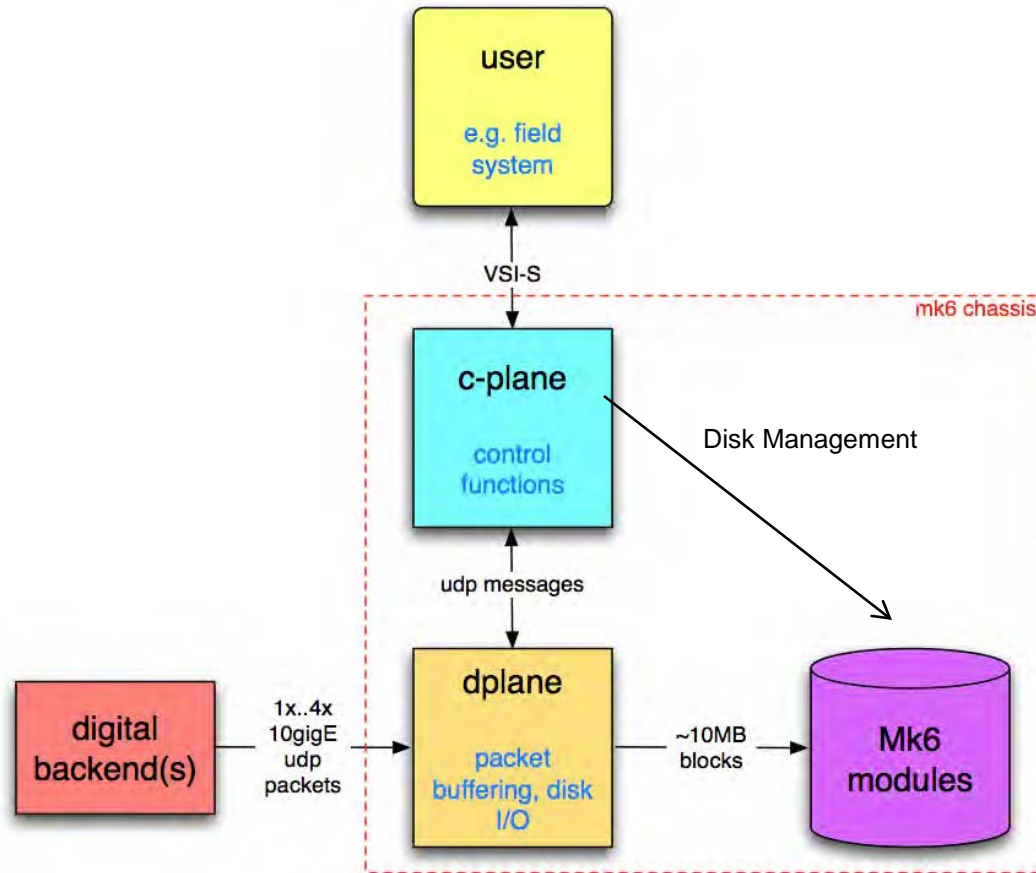 user
e.g. field
system
VSI-S
mk6 chassis
c-plane
control
functions
Disk Management
udp messages
digital
backend(s)
1x..4x
10gigE
udp
packets
dplane
packet
buffering, disk
I/O
~10MB
blocks
Mk6
modules